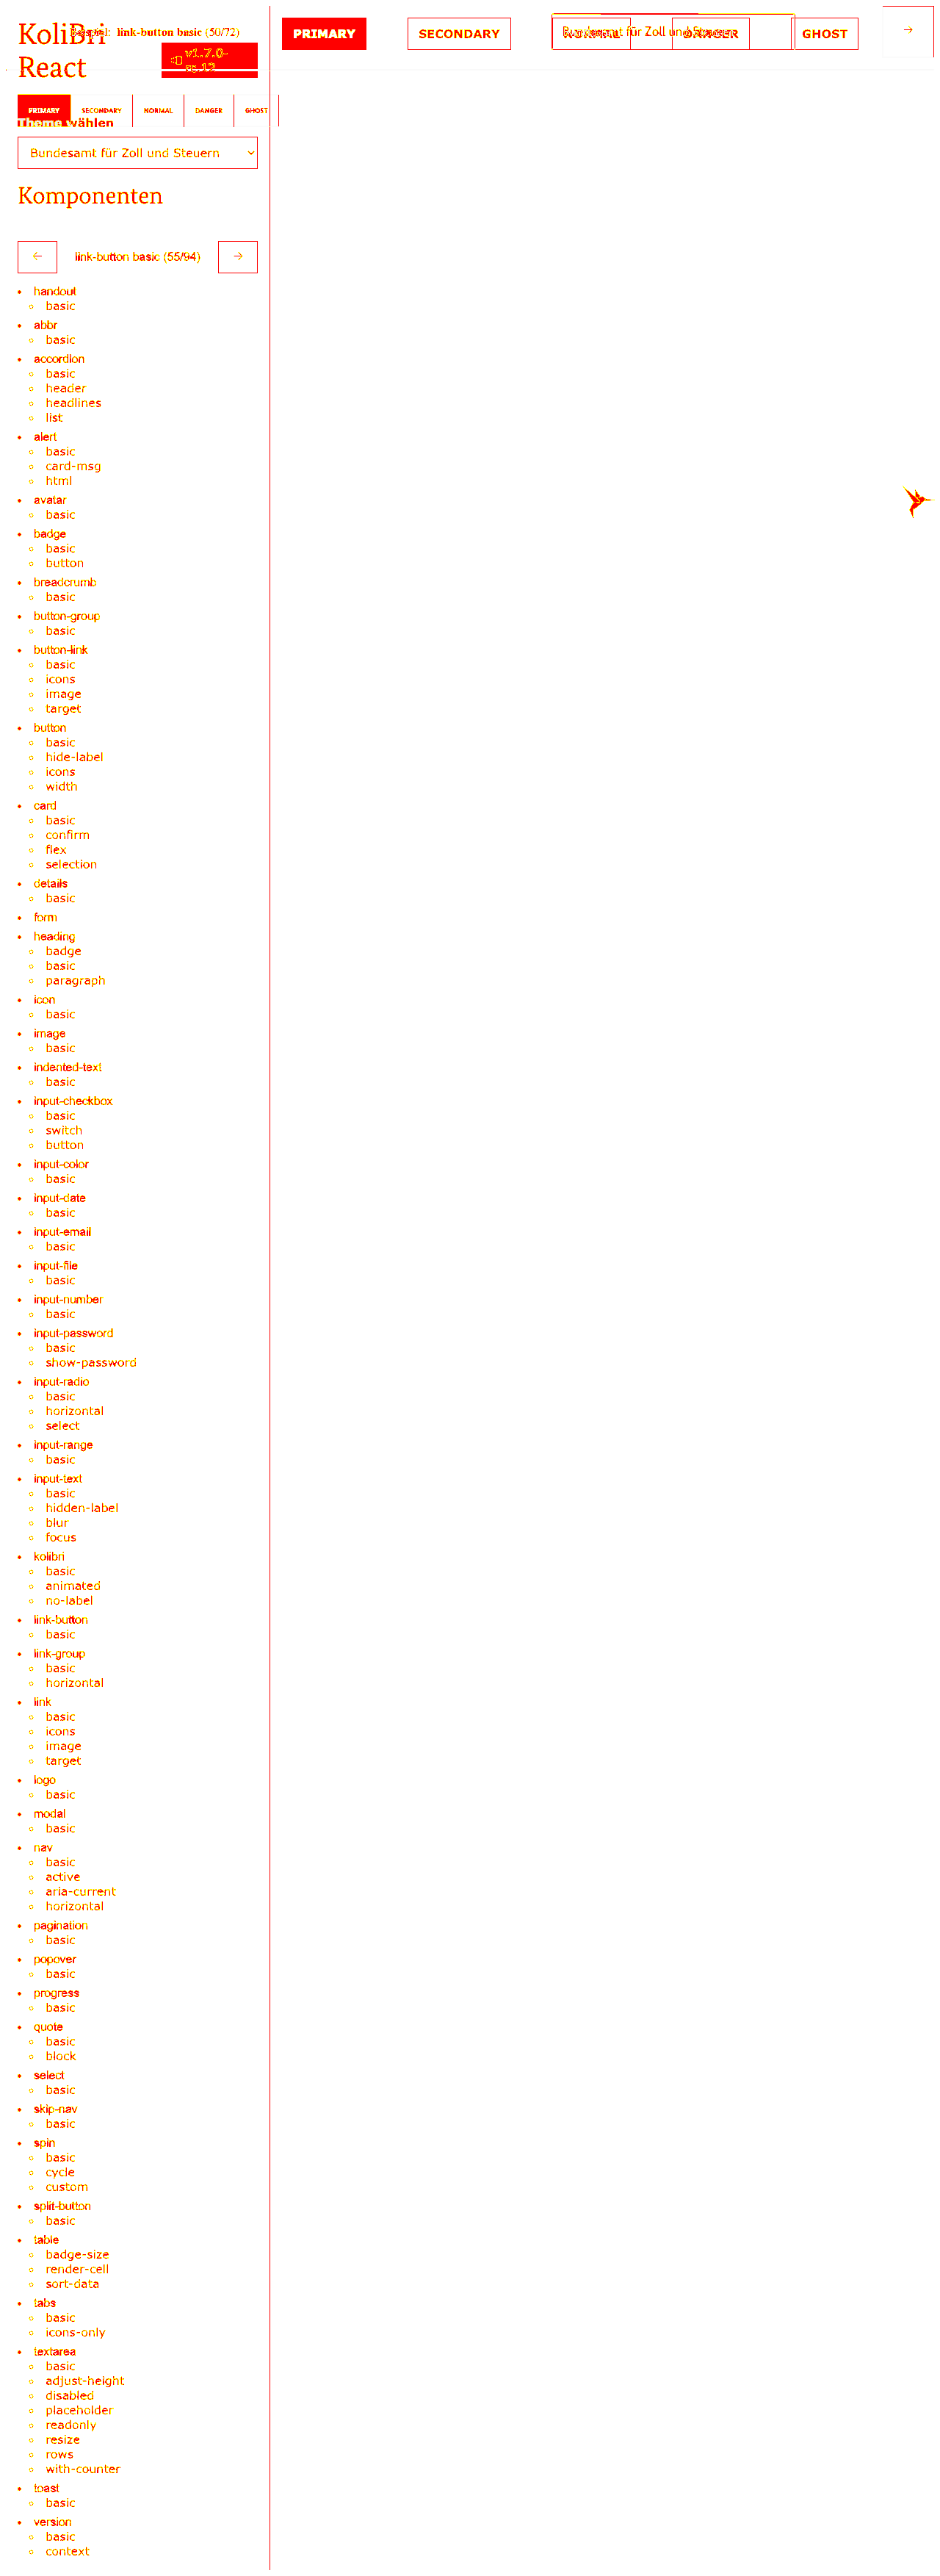 KoliBri
React
Beispiel: link-button basic (50/72)
v1.7.0-
rc.12
PRIMARY
SECONDARY
Bundesamt für Zoll und Steuern
DANGER
GHOST
→
PRIMARY
SECONDARY
NORMAL
DANGER
GHOST
Theme wählen
Bundesamt für Zoll und Steuern
Komponenten
←
link-button basic (55/94)
→
handout
basic
abbr
basic
accordion
basic
header
headlines
list
alert
basic
card-msg
html
avatar
basic
badge
basic
button
breadcrumb
basic
button-group
basic
button-link
basic
icons
image
target
button
basic
hide-label
icons
width
card
basic
confirm
flex
selection
details
basic
form
heading
badge
basic
paragraph
icon
basic
image
basic
indented-text
basic
input-checkbox
basic
switch
button
input-color
basic
input-date
basic
input-email
basic
input-file
basic
input-number
basic
input-password
basic
show-password
input-radio
basic
horizontal
select
input-range
basic
input-text
basic
hidden-label
blur
focus
kolibri
basic
animated
no-label
link-button
basic
link-group
basic
horizontal
link
basic
icons
image
target
logo
basic
modal
basic
nav
basic
active
aria-current
horizontal
pagination
basic
popover
basic
progress
basic
quote
basic
block
select
basic
skip-nav
basic
spin
basic
cycle
custom
split-button
basic
table
badge-size
render-cell
sort-data
tabs
basic
icons-only
textarea
basic
adjust-height
disabled
placeholder
readonly
resize
rows
with-counter
toast
basic
version
basic
context